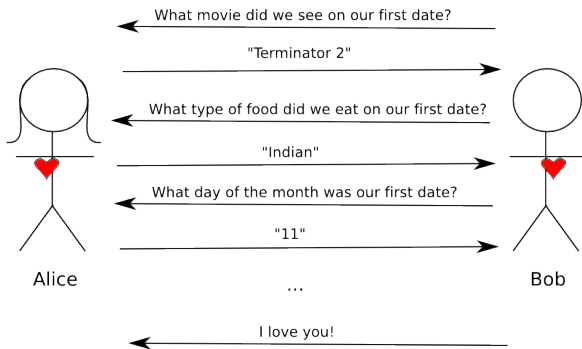 What movie did we see on our first date?
"Terminator 2"
What type of food did we eat on our first date?
"Indian"
What day of the month was our first date?
"11"
Alice
Bob
...
I love you!